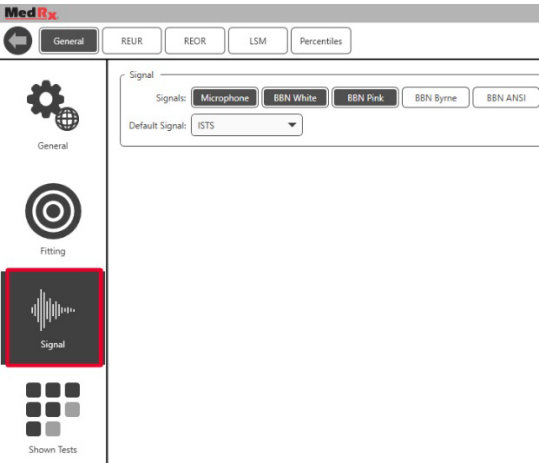 MedRx
General REUR REOR LSM Percentiles
Signal
Signals: Microphone BBN White BBN Pink BBN Byrne BBN ANSI
Default Signal: ISTS
General
Fitting
Signal
Shown Tests